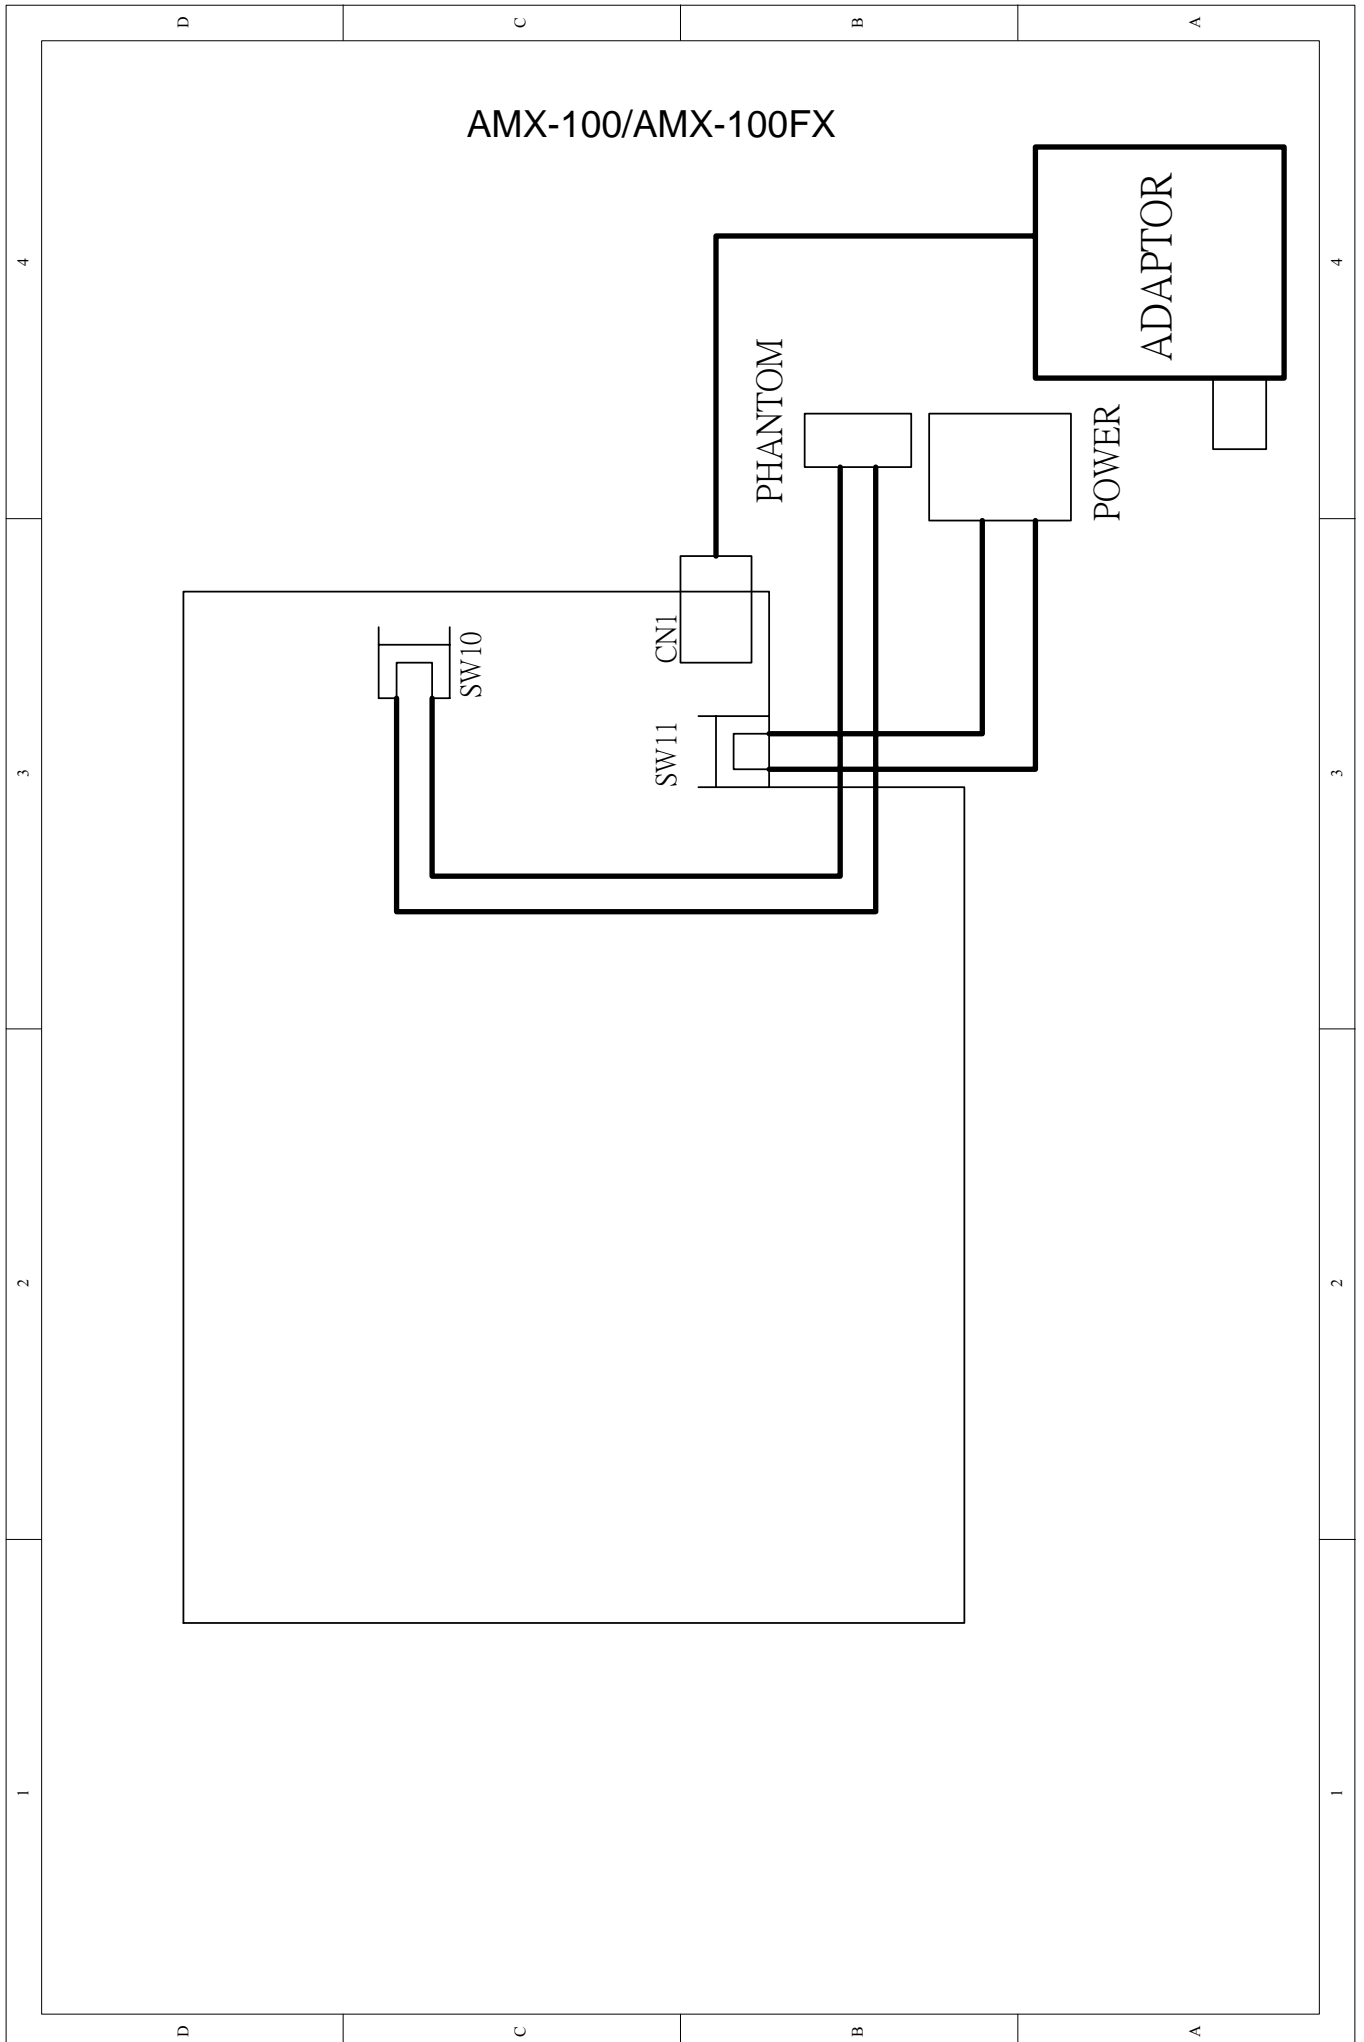 D
C
B
A
AMX-100/AMX-100FX
4
4
ADAPTOR
PHANTOM
POWER
CN1
SW10
SW11
3
3
2
2
1
1
D
C
B
A